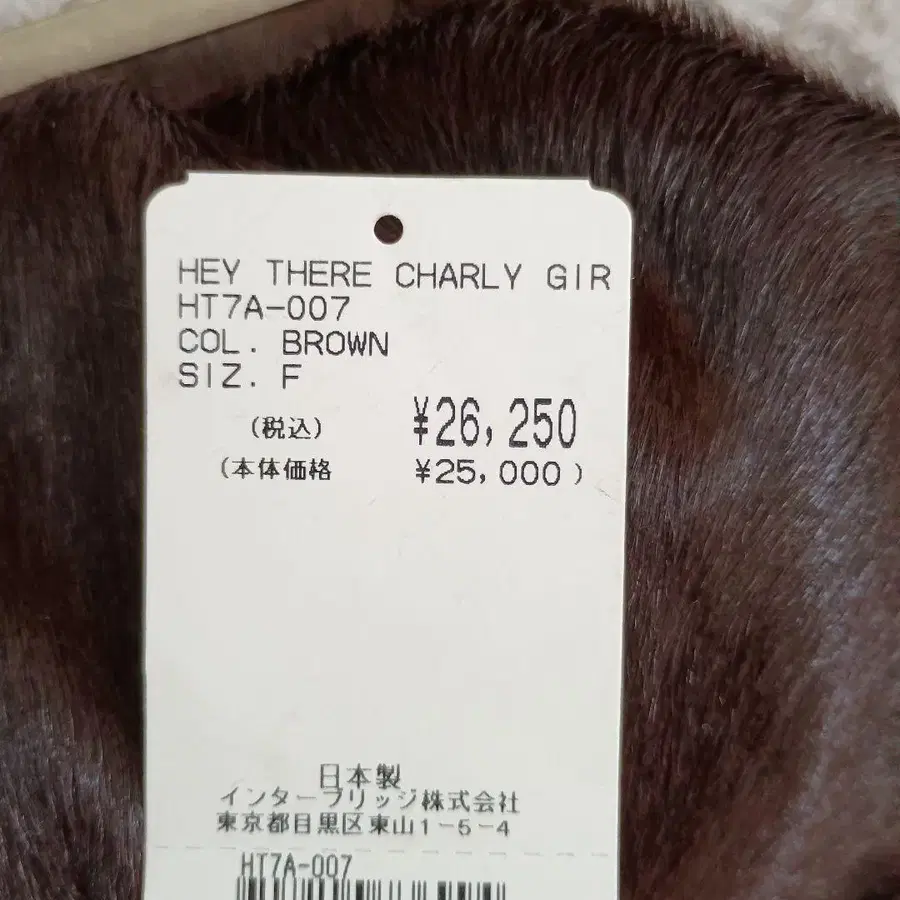 HEY THERE CHARLY GIR
HT7A-007
COL. BROWN
SIZ. F
(税込) ¥26,250
(本体価格 ¥25,000)
日本製
インターブリッジ株式会社
東京都目黒区東山1-5-4
HT7A-007